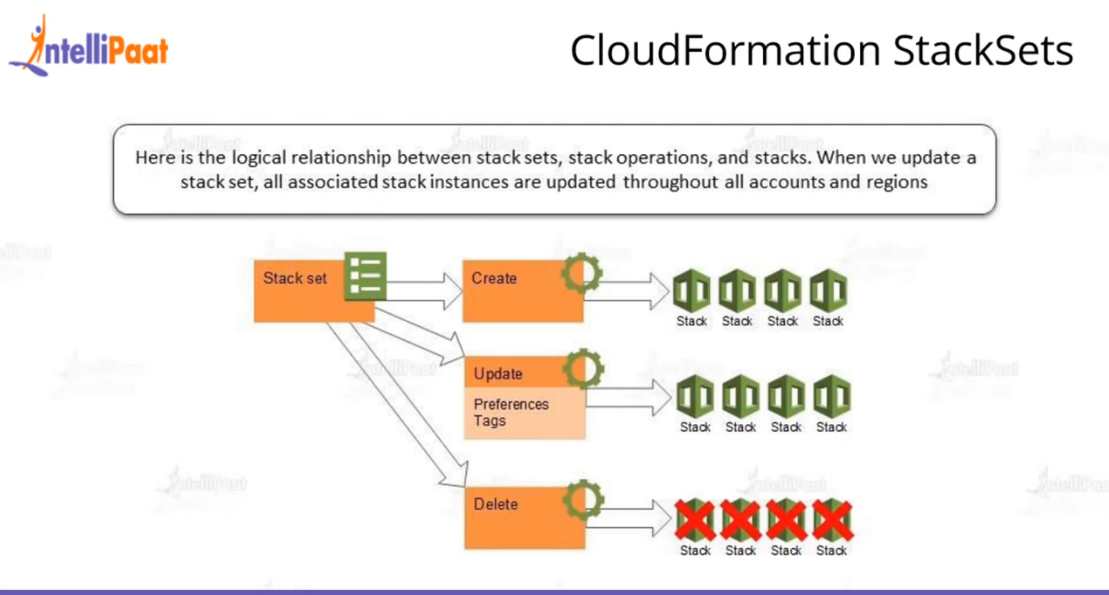 IntelliPaat
CloudFormation StackSets
Here is the logical relationship between stack sets, stack operations, and stacks. When we update a
stack set, all associated stack instances are updated throughout all accounts and regions
Stack set
Create
Stack Stack Stack Stack
Update
Preferences
Tags
Stack Stack Stack Stack
Delete
Stack Stack Stack Stack